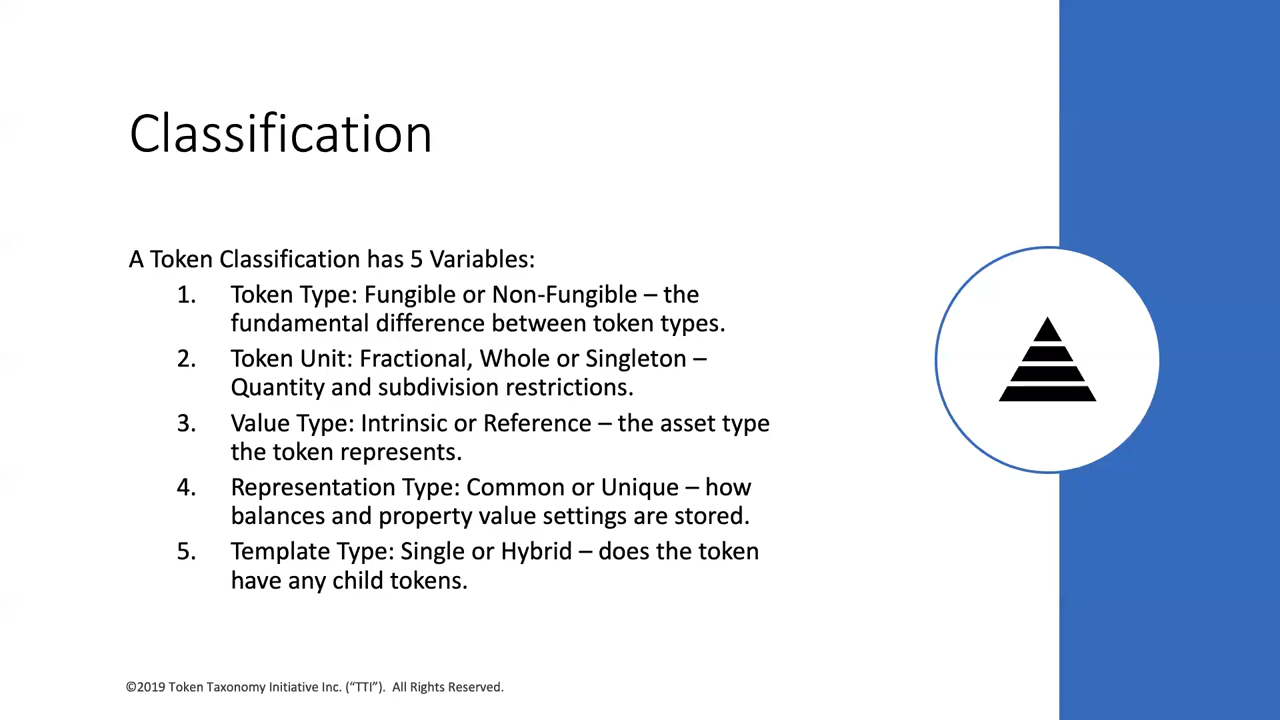 Classification
A Token Classification has 5 Variables:
1. Token Type: Fungible or Non-Fungible – the
fundamental difference between token types.
2. Token Unit: Fractional, Whole or Singleton –
Quantity and subdivision restrictions.
3. Value Type: Intrinsic or Reference – the asset type
the token represents.
4. Representation Type: Common or Unique – how
balances and property value settings are stored.
5. Template Type: Single or Hybrid – does the token
have any child tokens.
©2019 Token Taxonomy Initiative Inc. (“TTI”).  All Rights Reserved.